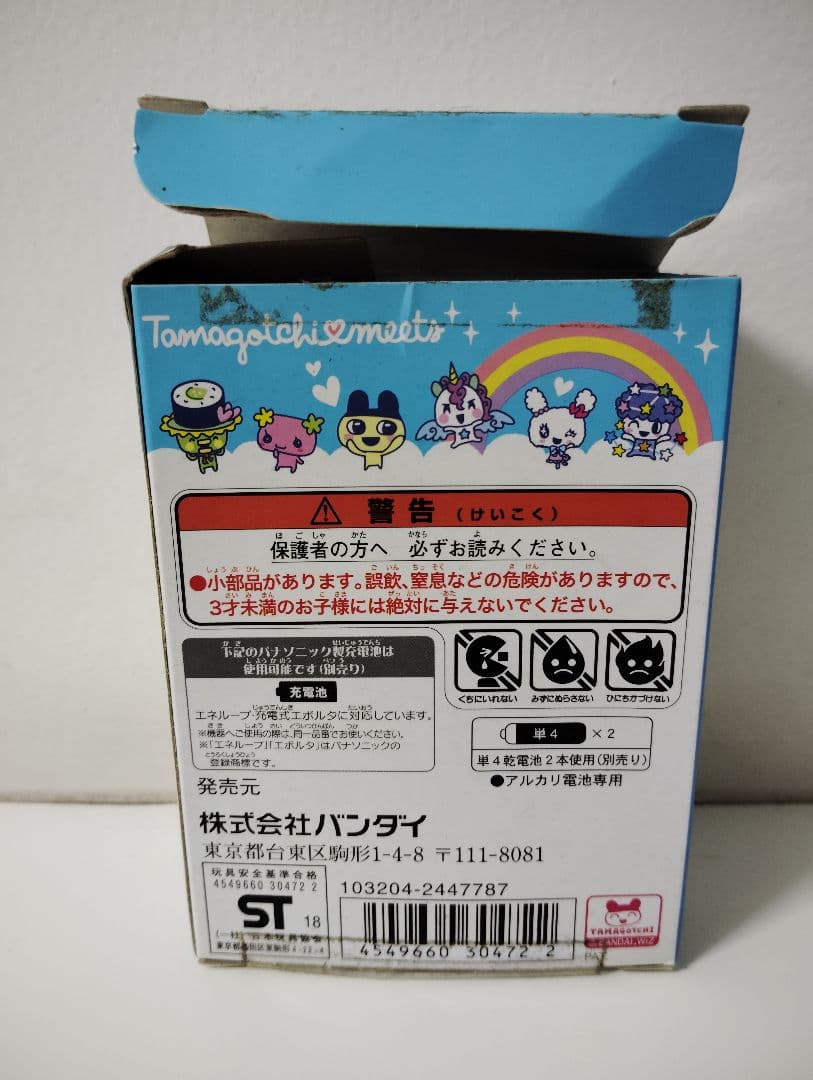 Tamagotchi♥meets
警告（けいこく）
保護者の方へ 必ずお読みください。
●小部品があります。誤飲、窒息などの危険がありますので、
3才未満のお子様には絶対に与えないでください。
下記のパナソニック製充電池は
使用可能です（別売り）
充電池
エネループ・充電式エボルタに対応しています。
※機器へご使用の際は、同一品番でお使いください。
※「エネループ」「エボルタ」はパナソニックの
登録商標です。
くちにいれない
みずにぬらさない
ひにちかづけない
単4 ×2
単4乾電池2本使用（別売り）
●アルカリ電池専用
発売元
株式会社バンダイ
東京都台東区駒形1-4-8 〒111-8081
玩具安全基準合格
4549660 30472 2
ST 18
(一社) 日本玩具協会
103204-2447787
4549660 304722
TAMAGOTCHI
©BANDAI, WiZ